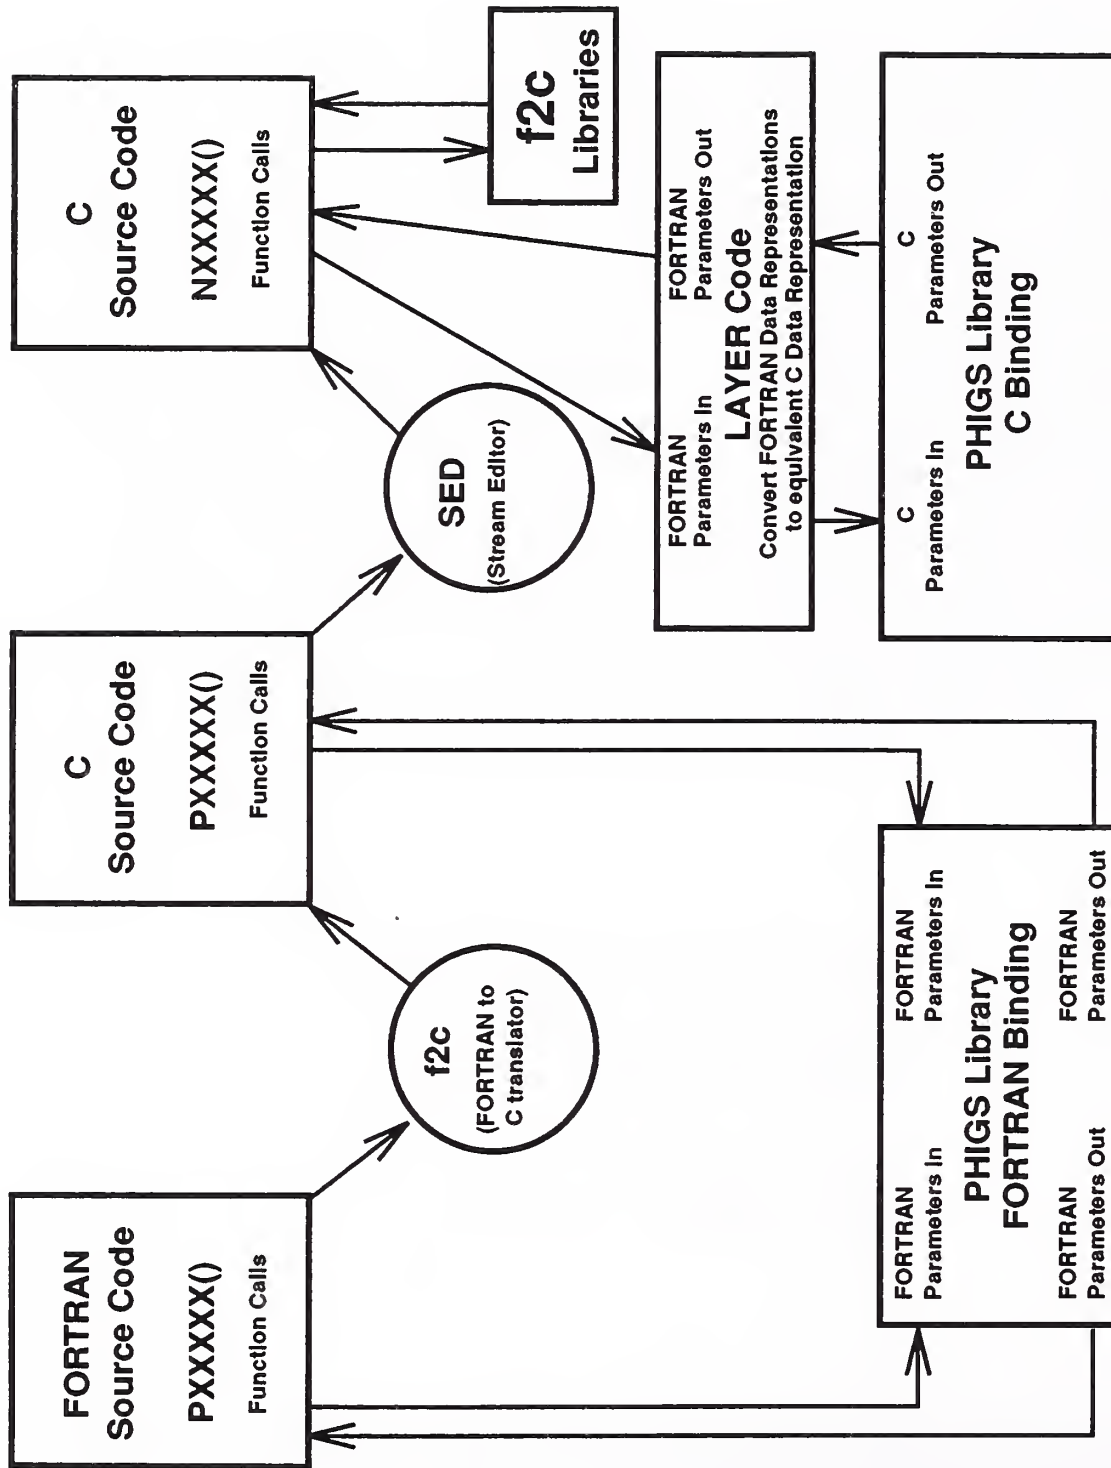 FORTRAN
Source Code
PXXXX()
Function Calls
f2c
(FORTRAN to
C translator)
C
Source Code
PXXXX()
Function Calls
SED
(Stream Editor)
C
Source Code
NXXXX()
Function Calls
f2c
Libraries
FORTRAN
Parameters In
FORTRAN
Parameters Out
LAYER Code
Convert FORTRAN Data Representations
to equivalent C Data Representation
FORTRAN
Parameters In
FORTRAN
Parameters In
PHIGS Library
FORTRAN Binding
FORTRAN
Parameters Out
FORTRAN
Parameters Out
C
Parameters In
C
Parameters Out
PHIGS Library
C Binding